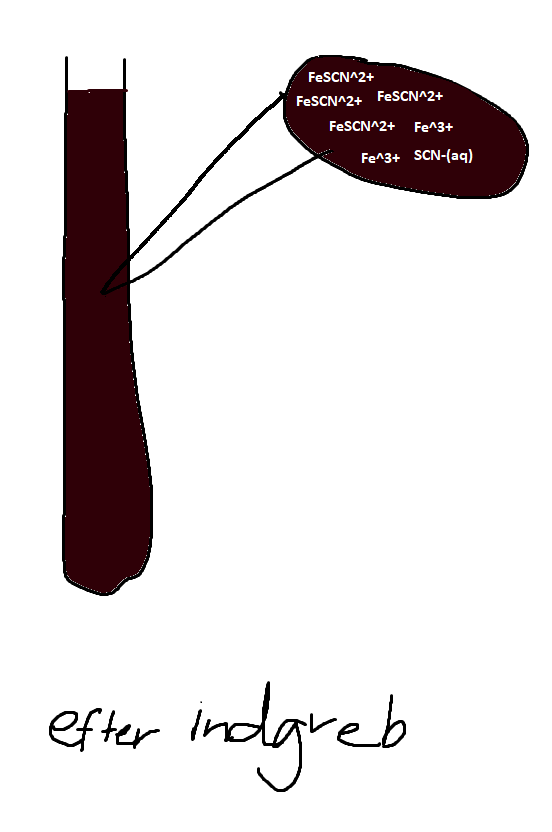 FeSCN^2+
FeSCN^2+ FeSCN^2+
FeSCN^2+ Fe^3+
Fe^3+ SCN-(aq)
efter indgreb